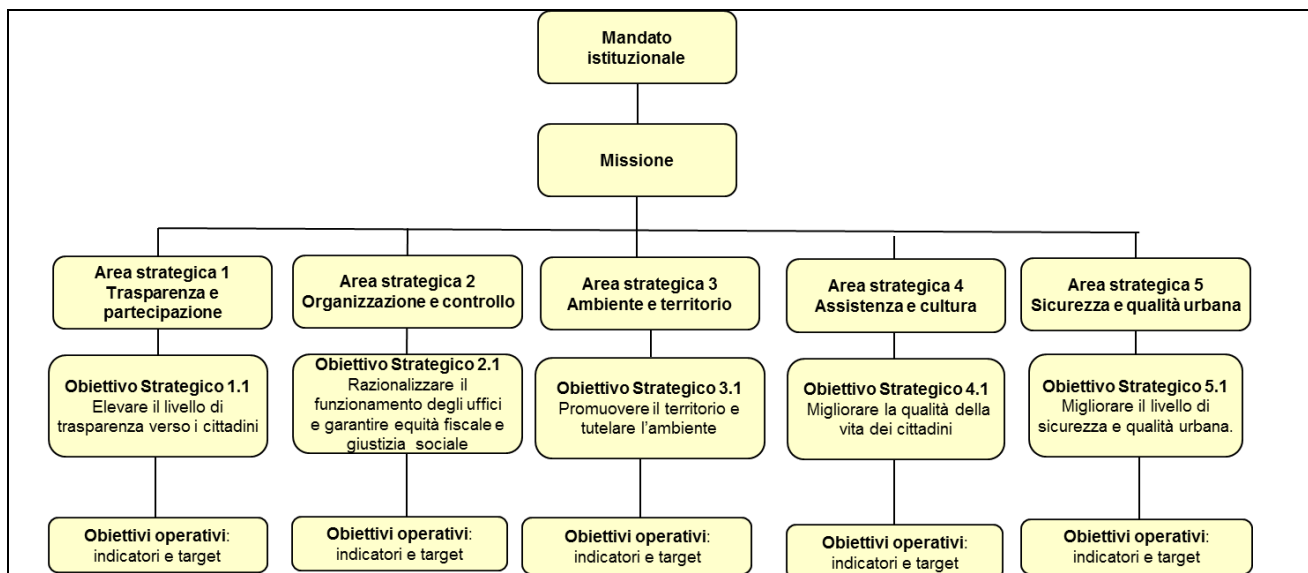 Mandato
istituzionale
Missione
Area strategica 1
Trasparenza e
partecipazione
Area strategica 2
Organizzazione e controllo
Area strategica 3
Ambiente e territorio
Area strategica 4
Assistenza e cultura
Area strategica 5
Sicurezza e qualità urbana
Obiettivo Strategico 1.1
Elevare il livello di
trasparenza verso i cittadini
Obiettivo Strategico 2.1
Razionalizzare il
funzionamento degli uffici
e garantire equità fiscale e
giustizia sociale
Obiettivo Strategico 3.1
Promuovere il territorio e
tutelare l’ambiente
Obiettivo Strategico 4.1
Migliorare la qualità della
vita dei cittadini
Obiettivo Strategico 5.1
Migliorare il livello di
sicurezza e qualità urbana.
Obiettivi operativi:
indicatori e target
Obiettivi operativi:
indicatori e target
Obiettivi operativi:
indicatori e target
Obiettivi operativi:
indicatori e target
Obiettivi operativi:
indicatori e target